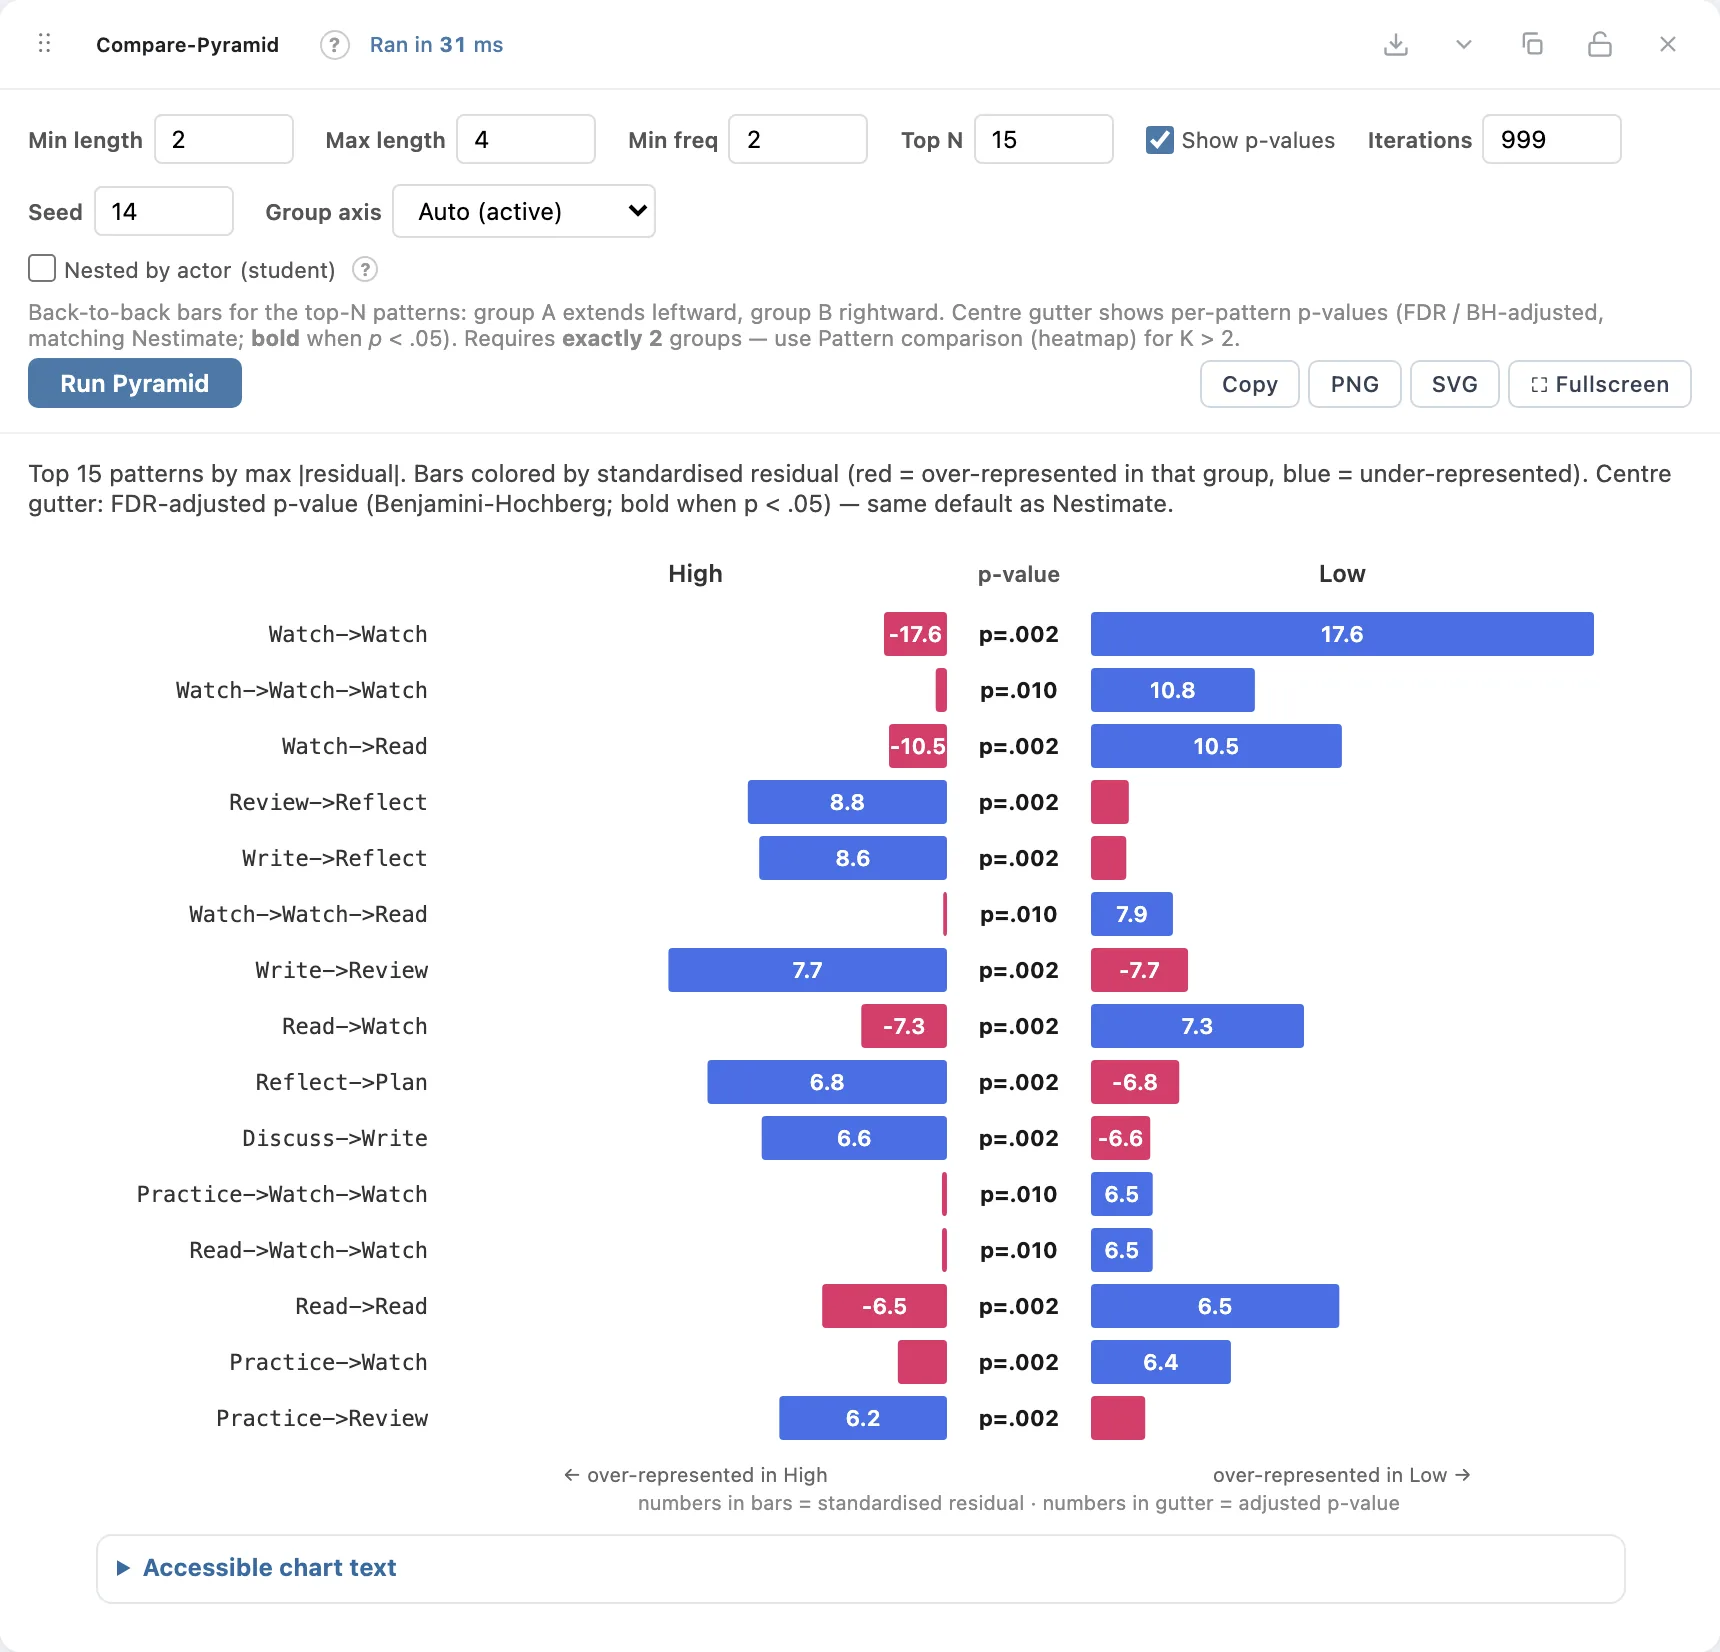 Compare-Pyramid ? Ran in 31 ms
Min length 2 Max length 4 Min freq 2 Top N 15 Show p-values Iterations 999
Seed 14 Group axis Auto (active)
Nested by actor (student) ?
Back-to-back bars for the top-N patterns: group A extends leftward, group B rightward. Centre gutter shows per-pattern p-values (FDR / BH-adjusted,
matching Nestimate; bold when p < .05). Requires exactly 2 groups — use Pattern comparison (heatmap) for K > 2.
Run Pyramid Copy PNG SVG Fullscreen
Top 15 patterns by max |residual|. Bars colored by standardised residual (red = over-represented in that group, blue = under-represented). Centre
gutter: FDR-adjusted p-value (Benjamini-Hochberg; bold when p < .05) — same default as Nestimate.
High p-value Low
Watch->Watch -17.6 p=.002 17.6
Watch->Watch->Watch p=.010 10.8
Watch->Read -10.5 p=.002 10.5
Review->Reflect 8.8 p=.002
Write->Reflect 8.6 p=.002
Watch->Watch->Read p=.010 7.9
Write->Review 7.7 p=.002 -7.7
Read->Watch -7.3 p=.002 7.3
Reflect->Plan 6.8 p=.002 -6.8
Discuss->Write 6.6 p=.002 -6.6
Practice->Watch->Watch p=.010 6.5
Read->Watch->Watch p=.010 6.5
Read->Read -6.5 p=.002 6.5
Practice->Watch p=.002 6.4
Practice->Review 6.2 p=.002
← over-represented in High over-represented in Low →
numbers in bars = standardised residual · numbers in gutter = adjusted p-value
▶ Accessible chart text